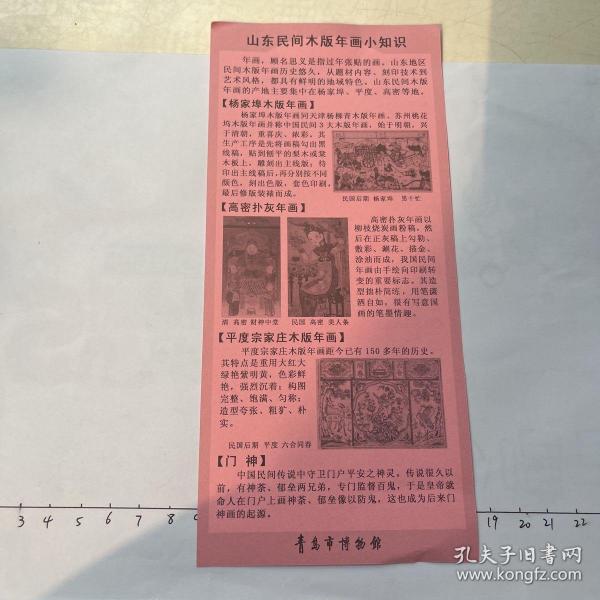 山东民间木版年画小知识
年画，顾名思义是指过年张贴的画。山东地区
民间木版年画历史悠久，从题材内容、刻印技术到
艺术风格，都具有鲜明的地域特色。山东民间木版
年画的产地主要集中在杨家埠、平度、高密等地。
【杨家埠木版年画】
杨家埠木版年画同天津杨柳青木版年画、苏州桃花
坞木版年画并称中国民间3大木版年画，始于明朝，兴
于清朝，重喜庆、浓彩。其
生产工序是先将画稿勾出黑
线稿，贴到刨平的梨木或棠
木板上，雕刻出主线版；待
印出主线稿后，再分别按不同
颜色，刻出色版，套色印刷，
最后修版装裱而成。
民国后期 杨家埠 男十忙
【高密扑灰年画】
高密扑灰年画以
柳枝烧炭画粉稿，然
后在正灰稿上勾勒、
敷彩、涮花、描金、
涂油而成，我国民间
年画由手绘向印刷转
变的重要标志。其造
型拙朴简练，用笔潇
洒自如，很有写意国
画的笔墨情趣。
清 高密 财神中堂
民国 高密 美人条
【平度宗家庄木版年画】
平度宗家庄木版年画距今已有150多年的历史。
其特点是重用大红大
绿艳紫明黄，色彩鲜
艳，强烈沉着；构图
完整、饱满、匀称；
造型夸张、粗犷、朴
实。
民国后期 平度 六合同春
【门 神】
中国民间传说中守卫门户平安之神灵。传说很久以
前，有神荼、郁垒两兄弟，专门监督百鬼，于是皇帝就
命人在门户上画神荼、郁垒像以防鬼，这也成为后来门
神画的起源。
青岛市博物馆
3 4 5 6 7 8 9 19 20 21 22
孔夫子旧书网
www.kongfz.com